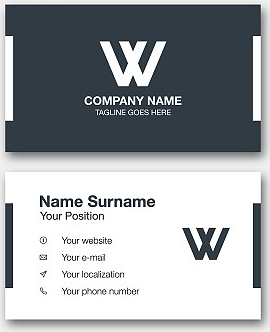 W
COMPANY NAME
TAGLINE GOES HERE
Name Surname
Your Position
Your website
Your e-mail
Your localization
Your phone number
W